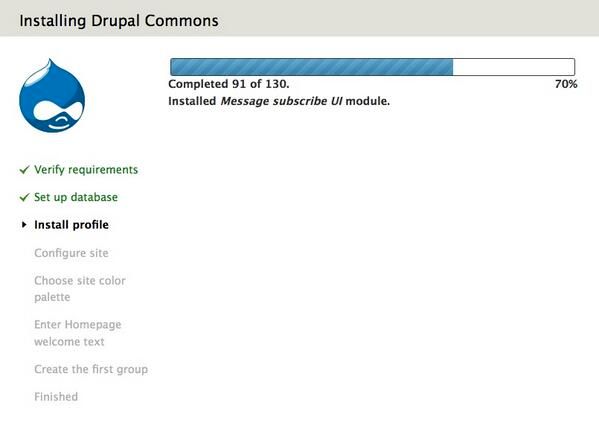 Installing Drupal Commons
Completed 91 of 130. 70%
Installed Message subscribe UI module.
Verify requirements
Set up database
Install profile
Configure site
Choose site color
palette
Enter Homepage
welcome text
Create the first group
Finished